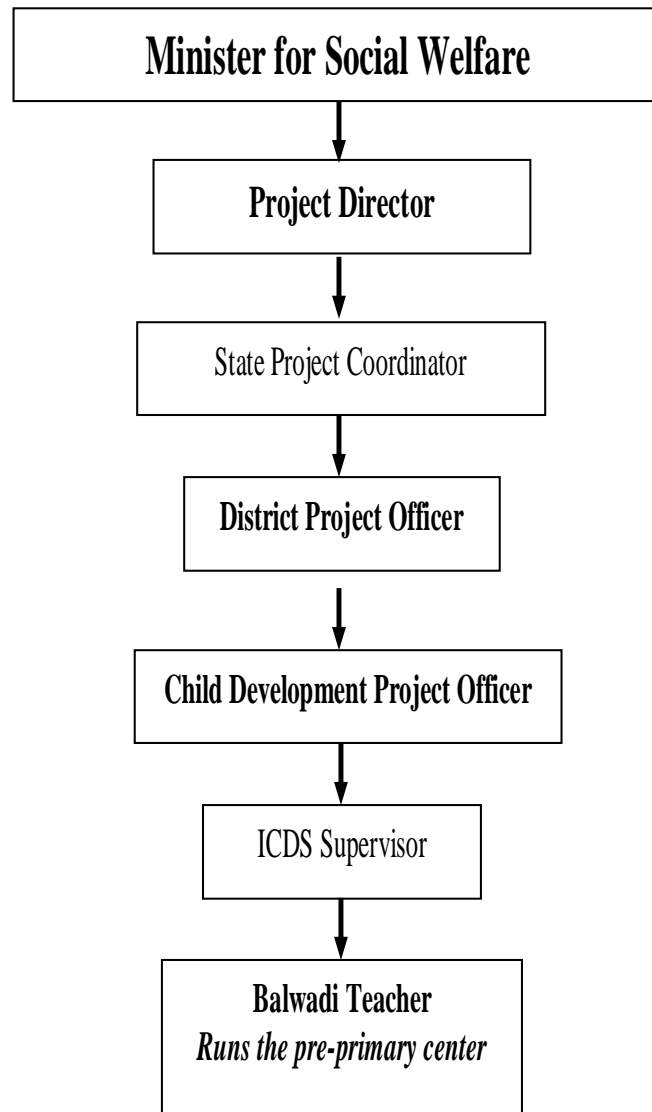 Minister for Social Welfare
Project Director
State Project Coordinator
District Project Officer
Child Development Project Officer
ICDS Supervisor
Balwadi Teacher
Runs the pre-primary center